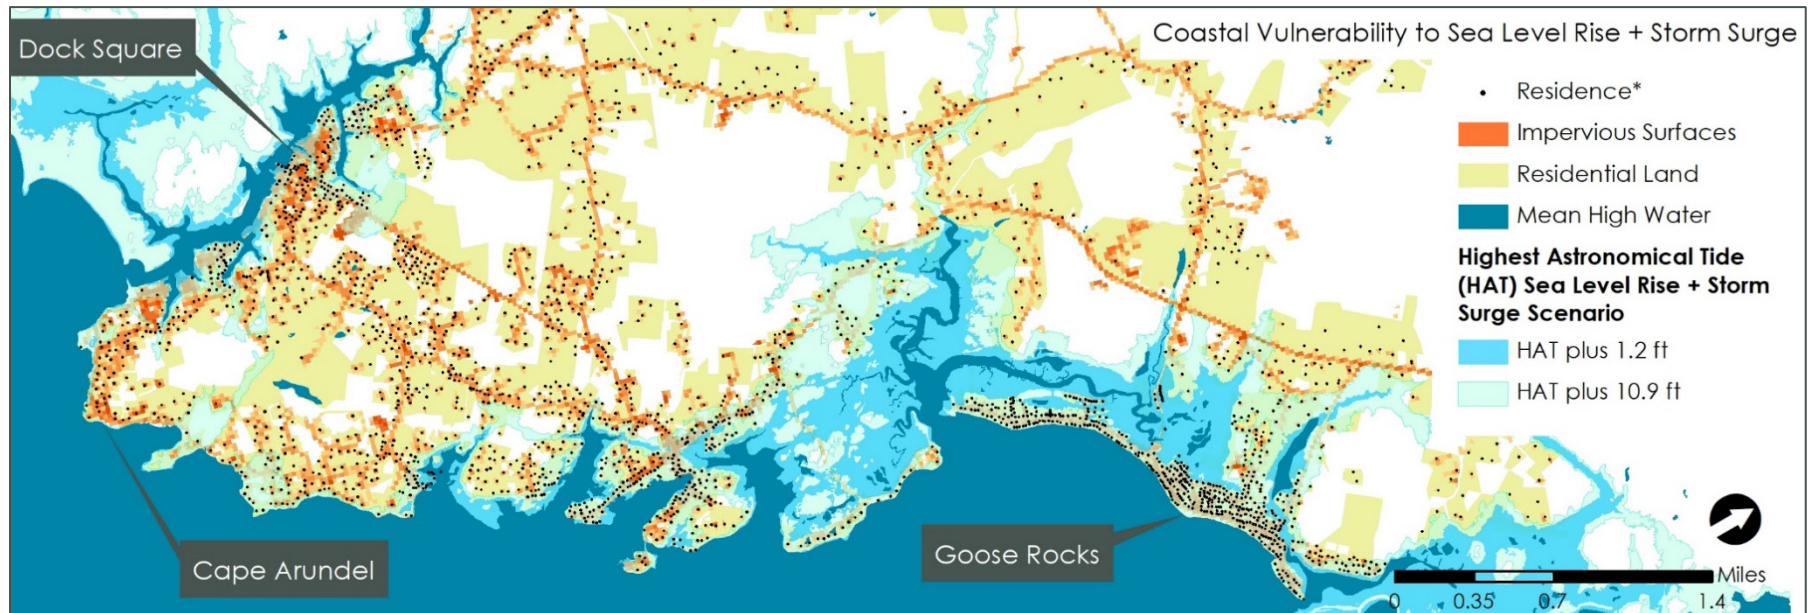 Coastal Vulnerability to Sea Level Rise + Storm Surge
Dock Square
Residence*
Impervious Surfaces
Residential Land
Mean High Water
Highest Astronomical Tide
(HAT) Sea Level Rise + Storm
Surge Scenario
HAT plus 1.2 ft
HAT plus 10.9 ft
Goose Rocks
Cape Arundel
Miles
0 0.35 0.7 1.4